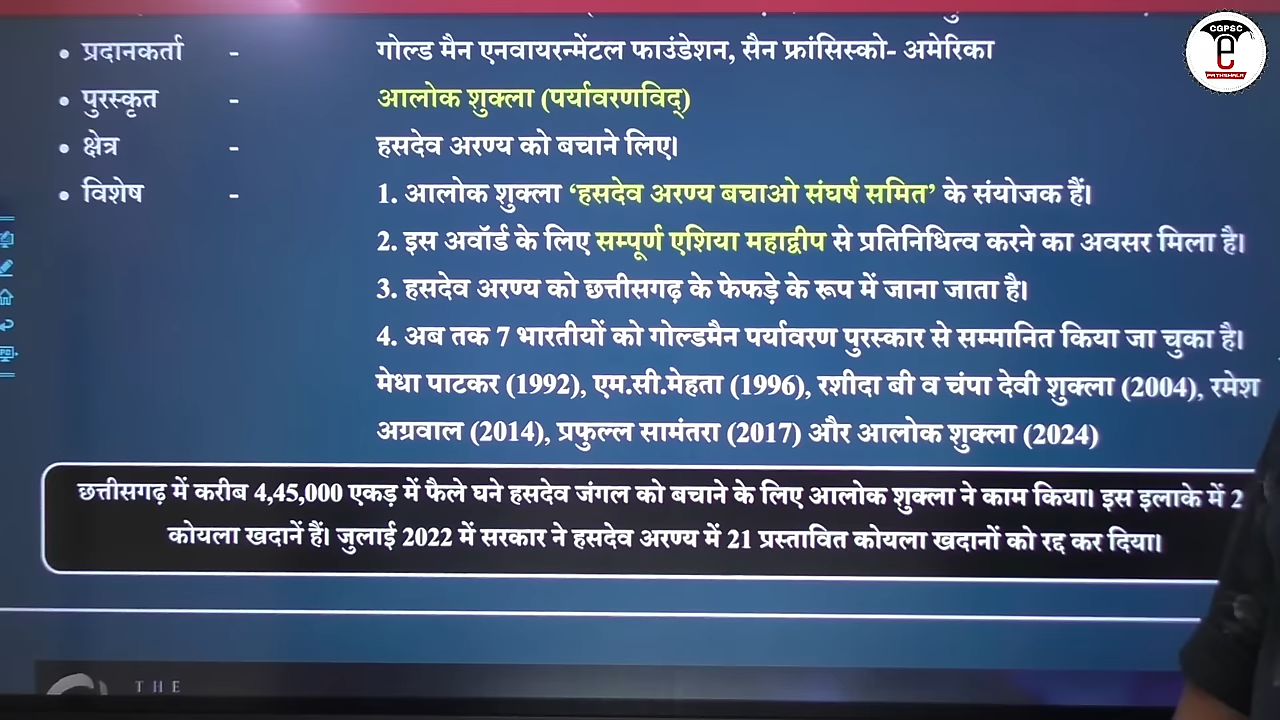 • प्रदानकर्ता - गोल्ड मैन एनवायरन्मेंटल फाउंडेशन, सैन फ्रांसिस्को- अमेरिका
• पुरस्कृत - आलोक शुक्ला (पर्यावरणविद्)
• क्षेत्र - हसदेव अरण्य को बचाने लिए।
• विशेष - 1. आलोक शुक्ला ‘हसदेव अरण्य बचाओ संघर्ष समित’ के संयोजक हैं।
2. इस अवॉर्ड के लिए सम्पूर्ण एशिया महाद्वीप से प्रतिनिधित्व करने का अवसर मिला है।
3. हसदेव अरण्य को छत्तीसगढ़ के फेफड़े के रूप में जाना जाता है।
4. अब तक 7 भारतीयों को गोल्डमैन पर्यावरण पुरस्कार से सम्मानित किया जा चुका है।
मेधा पाटकर (1992), एम.सी.मेहता (1996), रशीदा बी व चंपा देवी शुक्ला (2004), रमेश
अग्रवाल (2014), प्रफुल्ल सामंतरा (2017) और आलोक शुक्ला (2024)
छत्तीसगढ़ में करीब 4,45,000 एकड़ में फैले घने हसदेव जंगल को बचाने के लिए आलोक शुक्ला ने काम किया। इस इलाके में 2
कोयला खदानें हैं। जुलाई 2022 में सरकार ने हसदेव अरण्य में 21 प्रस्तावित कोयला खदानों को रद्द कर दिया।
THE
CGPSC
e
PATHSHALA